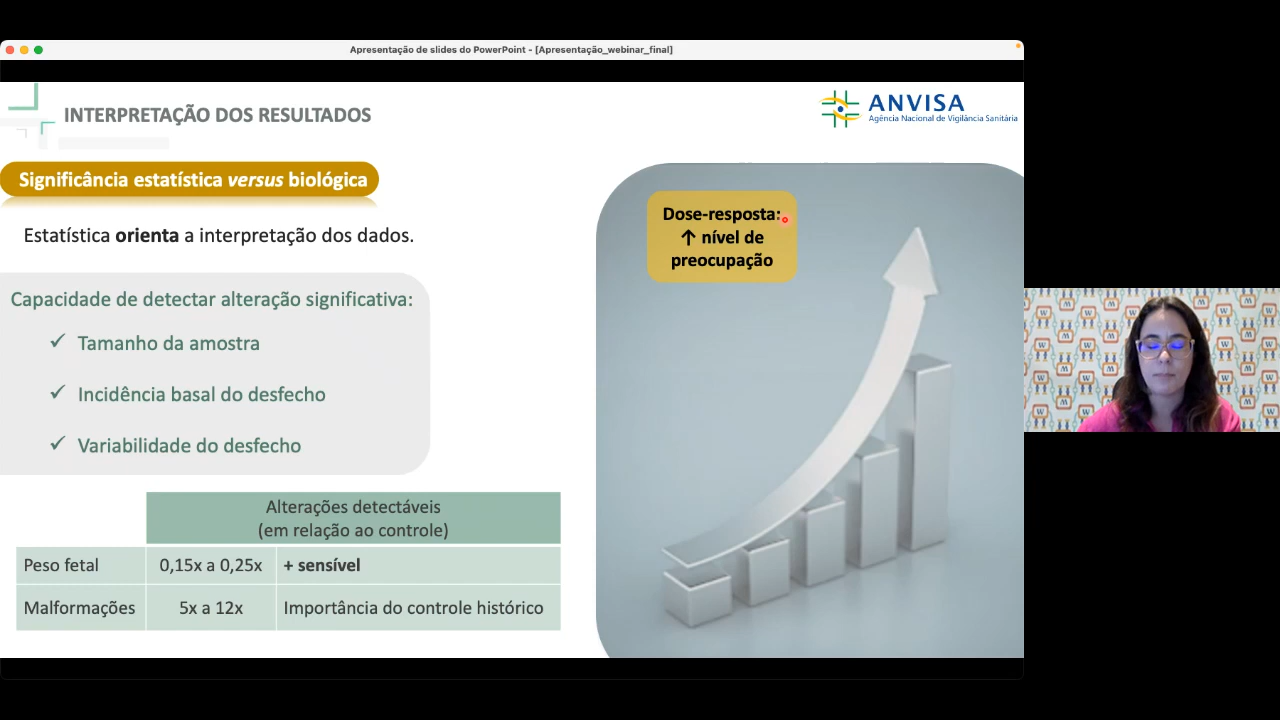 Apresentação de slides do PowerPoint - [Apresentação_webinar_final]
INTERPRETAÇÃO DOS RESULTADOS
ANVISA
Agência Nacional de Vigilância Sanitária
Significância estatística versus biológica
Estatística orienta a interpretação dos dados.
Capacidade de detectar alteração significativa:
✓ Tamanho da amostra
✓ Incidência basal do desfecho
✓ Variabilidade do desfecho
Alterações detectáveis
(em relação ao controle)
Peso fetal 0,15x a 0,25x + sensível
Malformações 5x a 12x Importância do controle histórico
Dose-resposta:
↑ nível de
preocupação